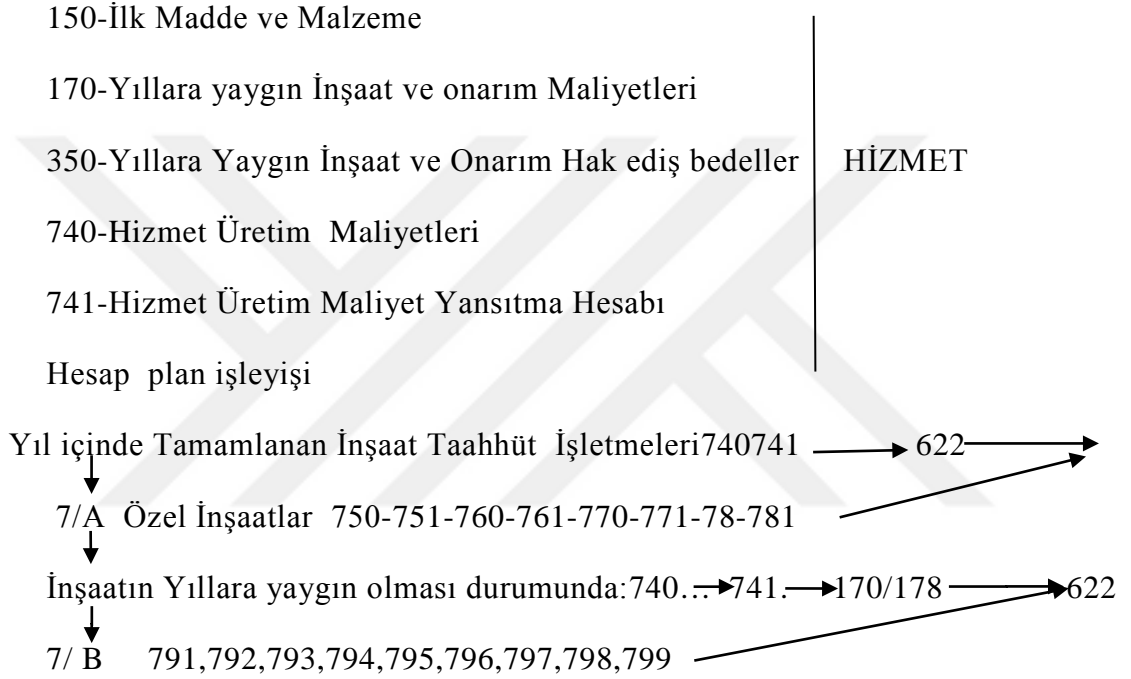 150-İlk Madde ve Malzeme
170-Yıllara yaygın İnşaat ve onarım Maliyetleri
350-Yıllara Yaygın İnşaat ve Onarım Hak ediş bedeller HİZMET
740-Hizmet Üretim Maliyetleri
741-Hizmet Üretim Maliyet Yansıtma Hesabı
Hesap plan işleyişi
Yıl içinde Tamamlanan İnşaat Taahhüt İşletmeleri740741 622
7/A Özel İnşaatlar 750-751-760-761-770-771-78-781
İnşaatın Yıllara yaygın olması durumunda:740… 741. 170/178 622
7/ B 791,792,793,794,795,796,797,798,799